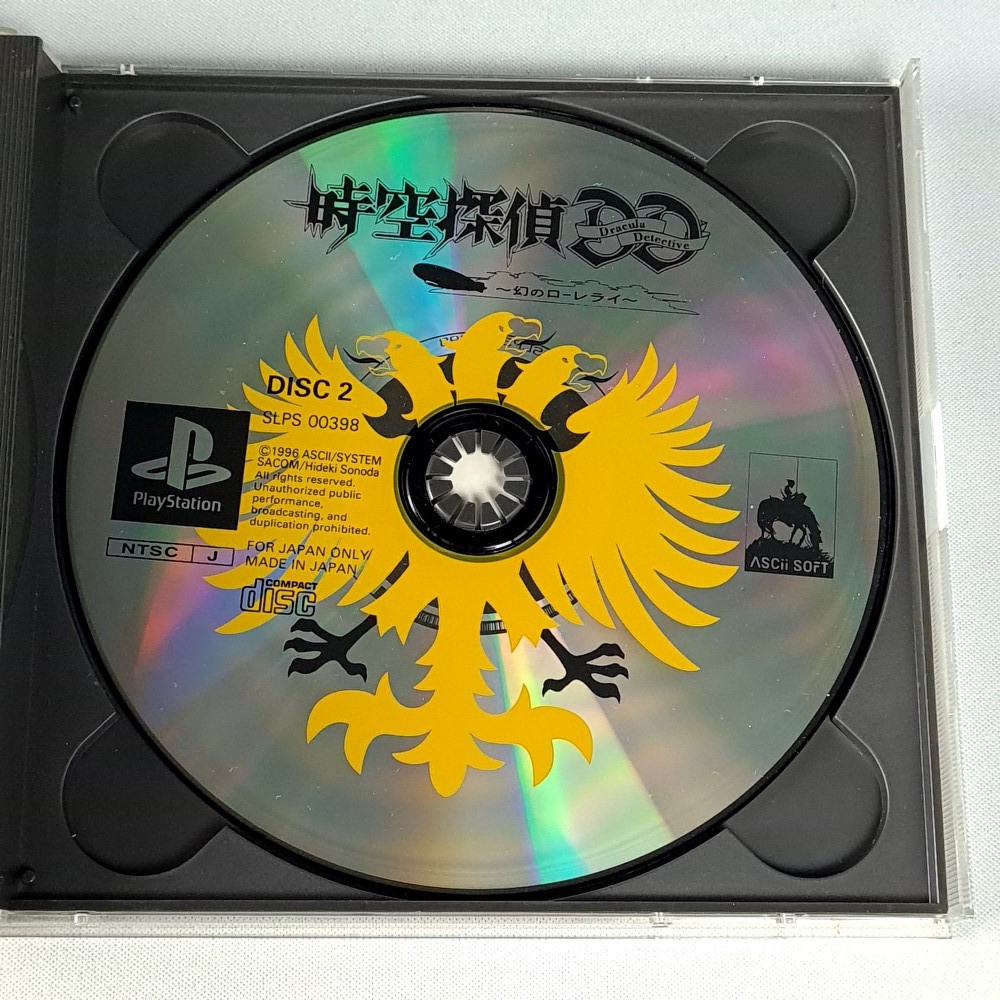 時空探偵DD
Dracula
Detective
～幻のローレライ～
DISC 2
SLPS 00398
PlayStation
©1996 ASCII/SYSTEM
SACOM/Hideki Sonoda
All rights reserved.
Unauthorized public
performance,
broadcasting, and
duplication prohibited.
NTSC J
FOR JAPAN ONLY
MADE IN JAPAN
COMPACT
disc
ASCii SOFT